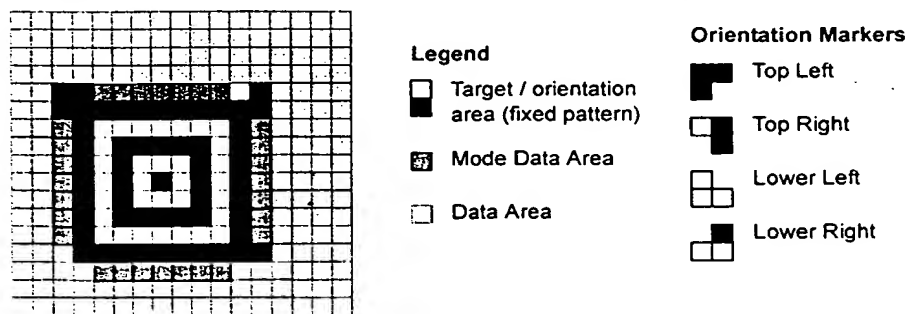 Legend
Target / orientation
area (fixed pattern)
Mode Data Area
Data Area
Orientation Markers
Top Left
Top Right
Lower Left
Lower Right